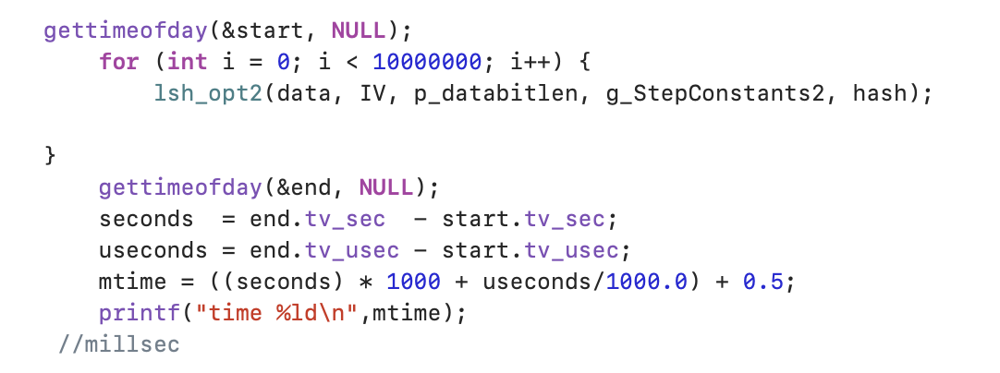 gettimeofday(&start, NULL);
    for (int i = 0; i < 10000000; i++) {
        lsh_opt2(data, IV, p_databitlen, g_StepConstants2, hash);
}
    gettimeofday(&end, NULL);
    seconds  = end.tv_sec  - start.tv_sec;
    useconds = end.tv_usec - start.tv_usec;
    mtime = ((seconds) * 1000 + useconds/1000.0) + 0.5;
    printf("time %ld\n",mtime);
 //millsec